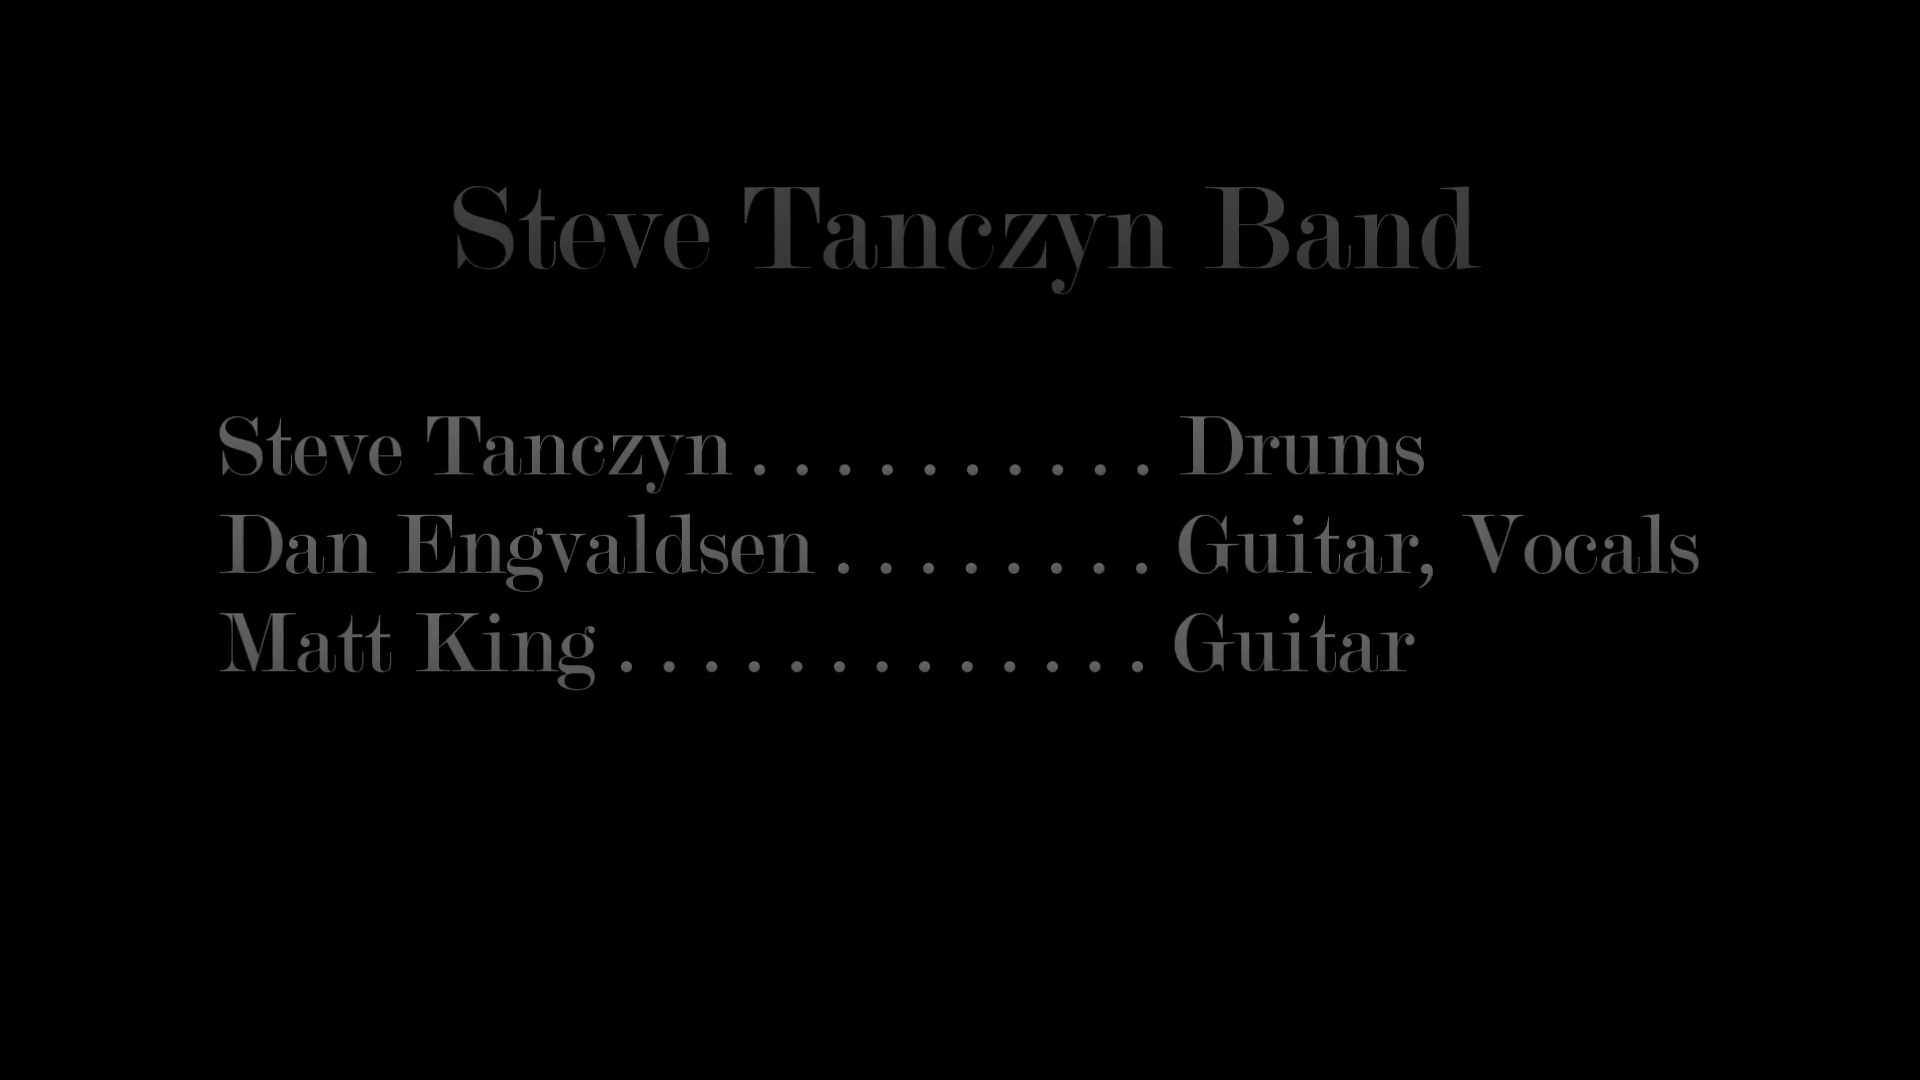 Steve Tanczyn Band
Steve Tanczyn . . . . . . . . . . Drums
Dan Engvaldsen . . . . . . . . Guitar, Vocals
Matt King . . . . . . . . . . . . . Guitar